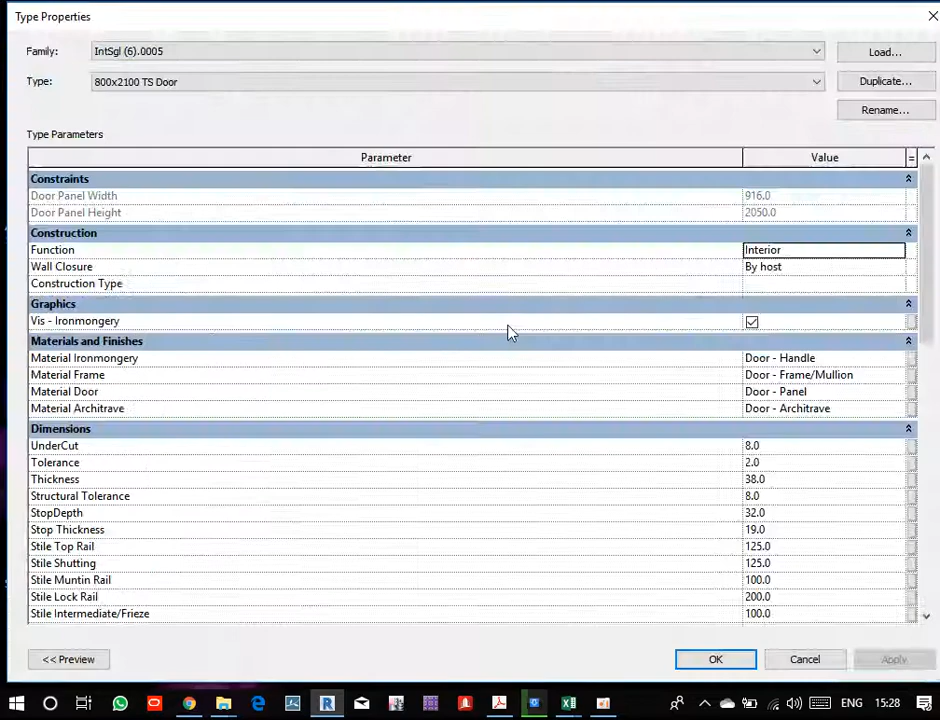 Type Properties
Family: IntSgl (6).0005 Load...
Type: 800x2100 TS Door Duplicate...
Rename...
Type Parameters
Parameter Value =
Constraints
Door Panel Width 916.0
Door Panel Height 2050.0
Construction
Function Interior
Wall Closure By host
Construction Type
Graphics
Vis - Ironmongery
Materials and Finishes
Material Ironmongery Door - Handle
Material Frame Door - Frame/Mullion
Material Door Door - Panel
Material Architrave Door - Architrave
Dimensions
UnderCut 8.0
Tolerance 2.0
Thickness 38.0
Structural Tolerance 8.0
StopDepth 32.0
Stop Thickness 19.0
Stile Top Rail 125.0
Stile Shutting 125.0
Stile Muntin Rail 100.0
Stile Lock Rail 200.0
Stile Intermediate/Frieze 100.0
<< Preview OK Cancel Apply
ENG 15:28